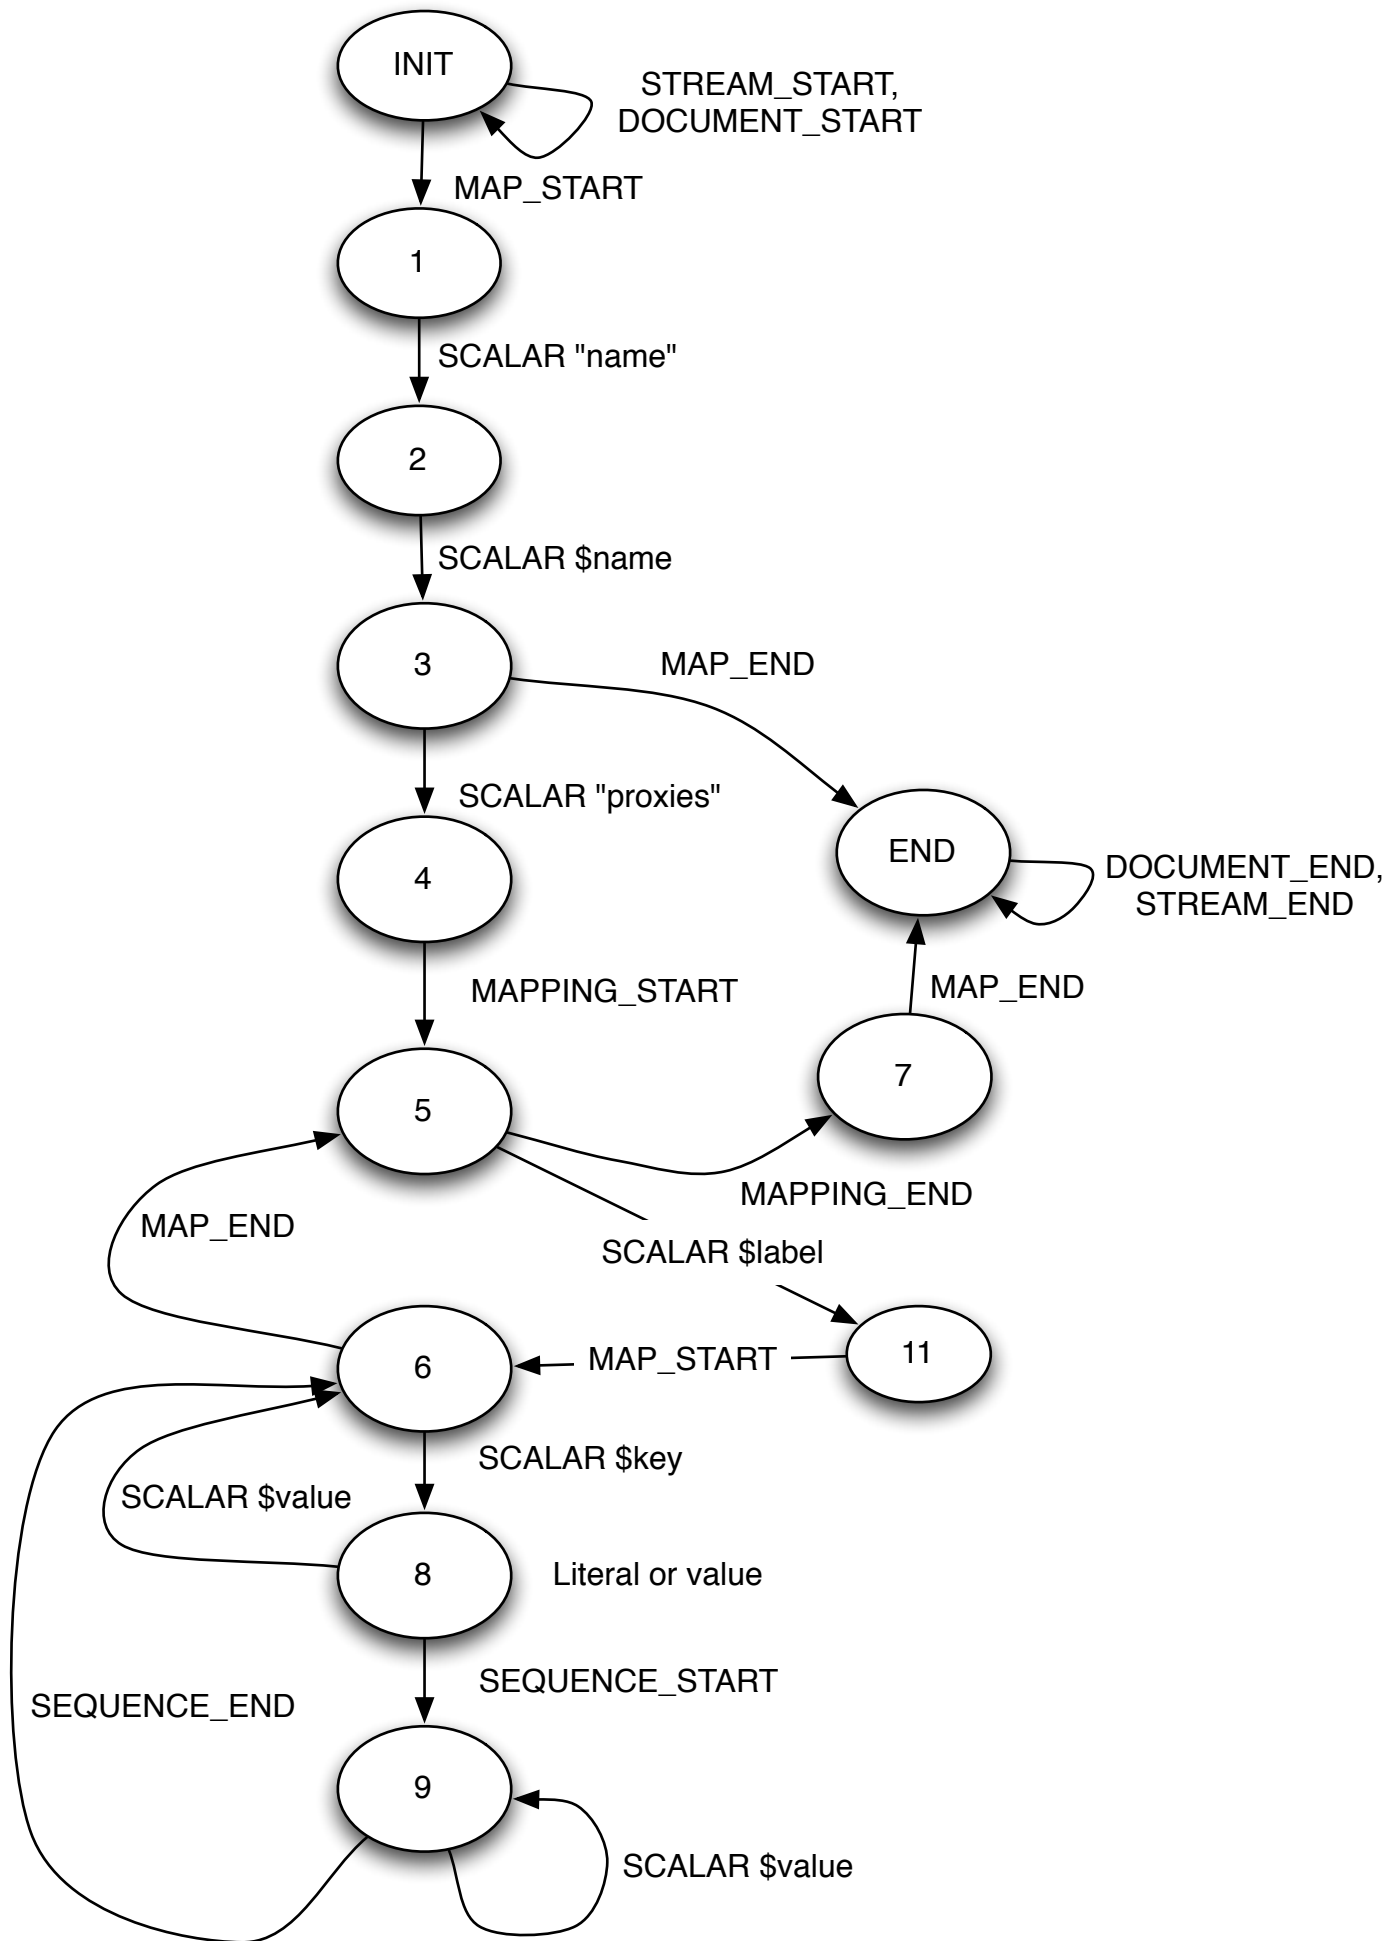 INIT
STREAM_START,
DOCUMENT_START
MAP_START
1
SCALAR "name"
2
SCALAR $name
3
MAP_END
SCALAR "proxies"
END
4
DOCUMENT_END,
STREAM_END
MAPPING_START
MAP_END
7
5
MAPPING_END
MAP_END
SCALAR $label
11
MAP_START
6
SCALAR $key
SCALAR $value
8
Literal or value
SEQUENCE_START
SEQUENCE_END
9
SCALAR $value